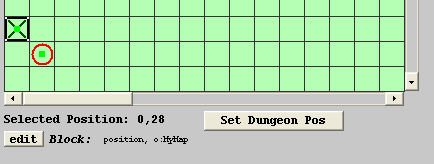 Selected Position: 0,28
Set Dungeon Pos
edit Block: position, o:MyMap